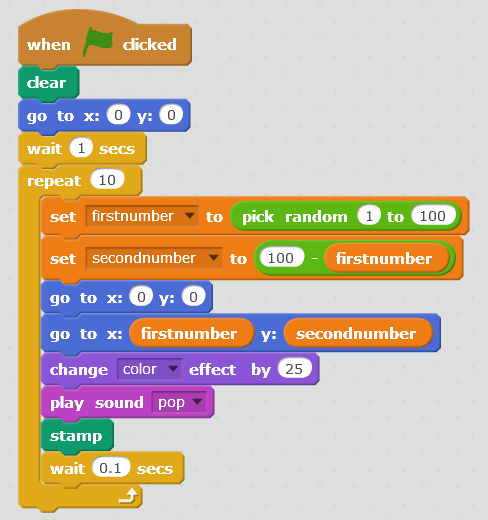 when clicked
clear
go to x: 0 y: 0
wait 1 secs
repeat 10
set firstnumber to pick random 1 to 100
set secondnumber to 100 - firstnumber
go to x: 0 y: 0
go to x: firstnumber y: secondnumber
change color effect by 25
play sound pop
stamp
wait 0.1 secs